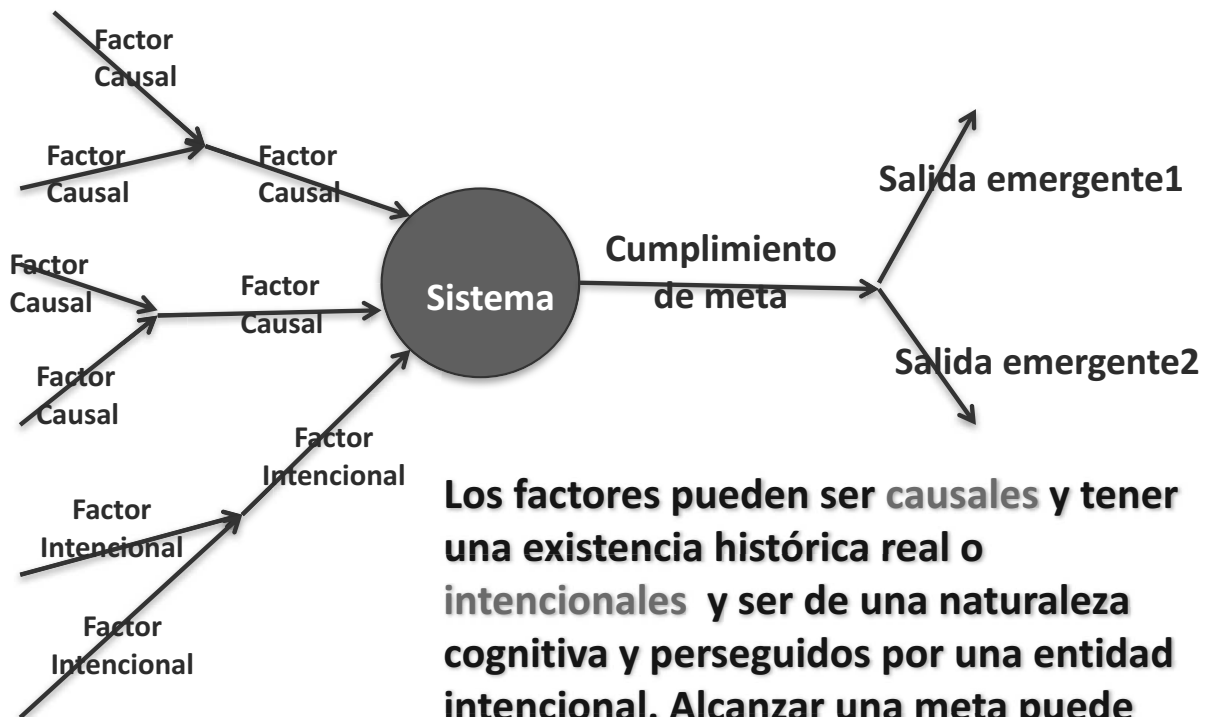 Factor
Causal
Factor
Causal
Factor
Causal
Factor
Causal
Factor
Causal
Factor
Causal
Factor
Intencional
Factor
Intencional
Factor
Intencional
Sistema
Cumplimiento
de meta
Salida emergente1
Salida emergente2
Los factores pueden ser causales y tener
una existencia histórica real o
intencionales y ser de una naturaleza
cognitiva y perseguidos por una entidad
intencional. Alcanzar una meta puede